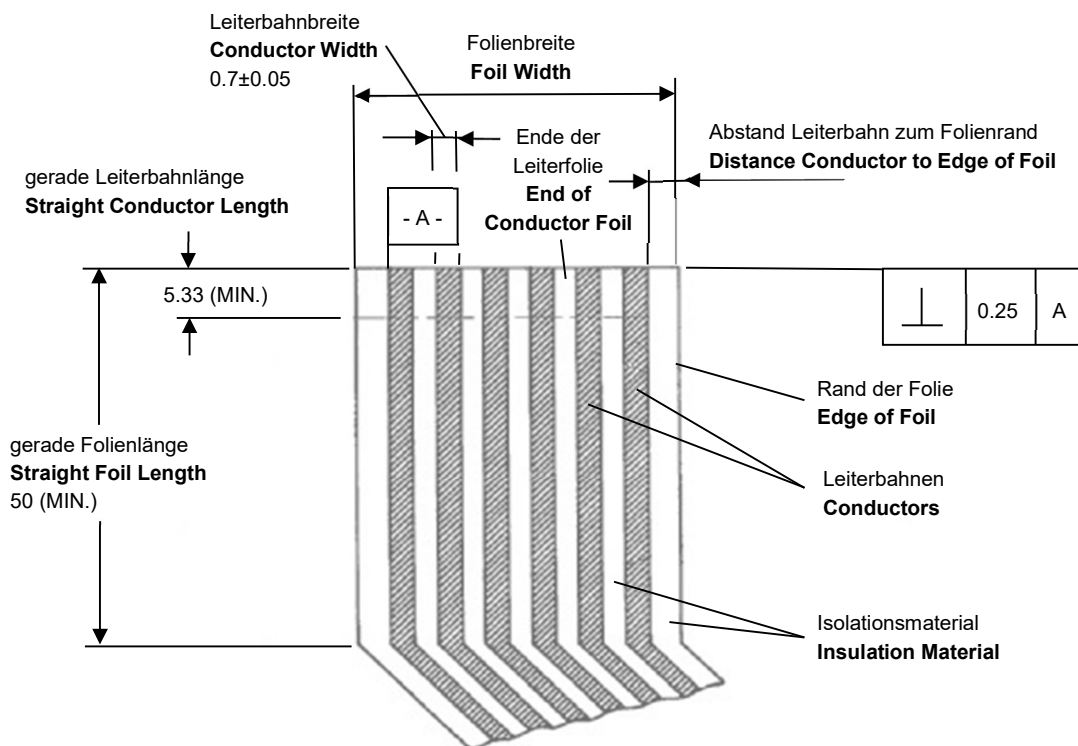 Leiterbahnbreite
Conductor Width
0.7±0.05
Folienbreite
Foil Width
Ende der
Leiterfolie
End of
Conductor Foil
Abstand Leiterbahn zum Folienrand
Distance Conductor to Edge of Foil
gerade Leiterbahnlänge
Straight Conductor Length
- A -
5.33 (MIN.)
⊥ 0.25 A
Rand der Folie
Edge of Foil
gerade Folienlänge
Straight Foil Length
50 (MIN.)
Leiterbahnen
Conductors
Isolationsmaterial
Insulation Material